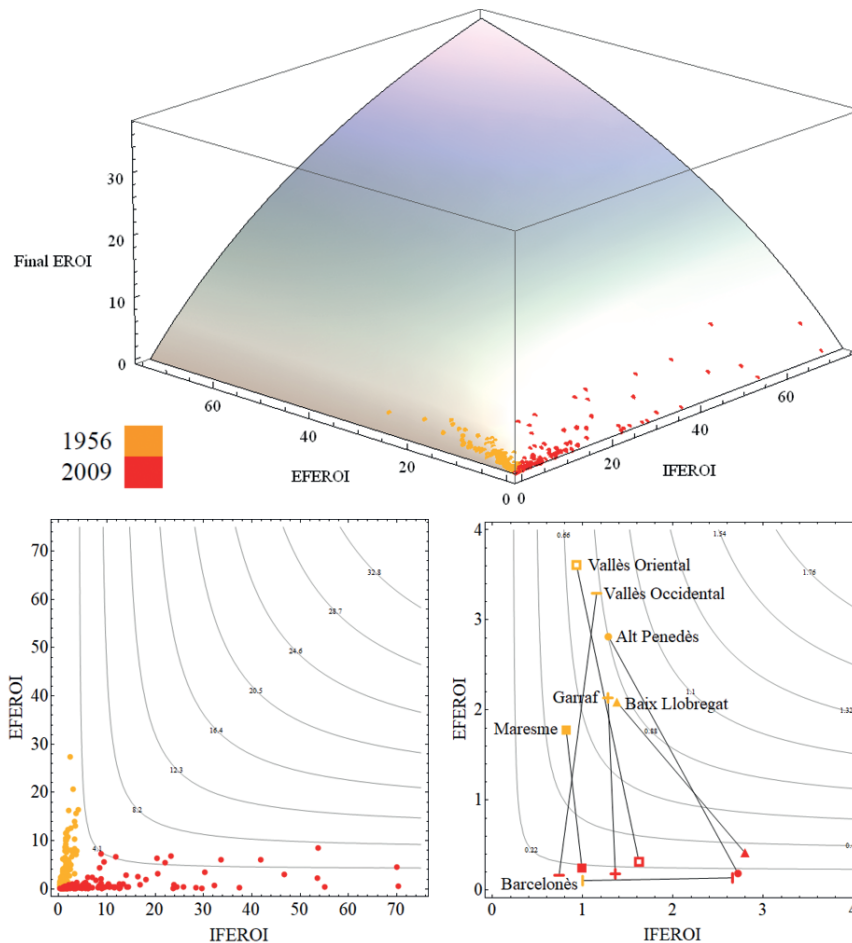 30
20
Final EROI
10
0
60
60
40
40
1956
20
20
2009
EFEROI
IFEROI
0 0
70
60
50
40
30
20
10
0
32.8
28.7
24.6
20.5
16.4
12.3
8.2
4.1
EFEROI
0 10 20 30 40 50 60 70
IFEROI
4
3
2
1
0
0.66
1.54
1.76
Vallès Oriental
Vallès Occidental
Alt Penedès
1.1
Garraf
Baix Llobregat
1.32
Maresme
0.88
0.22
Barcelonès
EFEROI
0 1 2 3 4
IFEROI